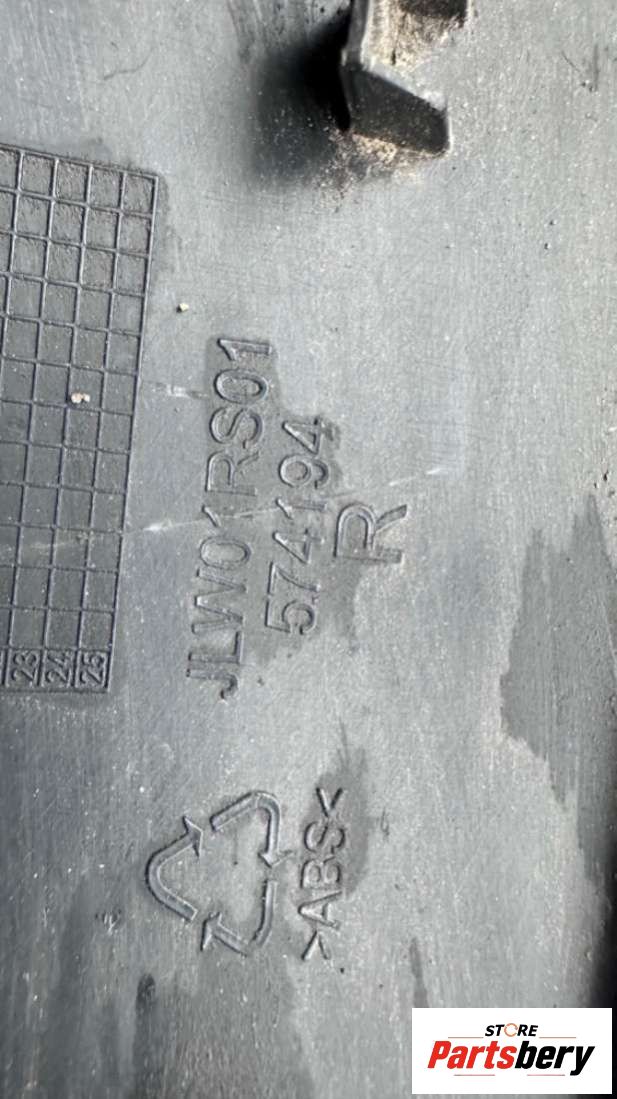 JLW01RS01
574194
R
>ABS<
23
24
25
STORE
Partsbery